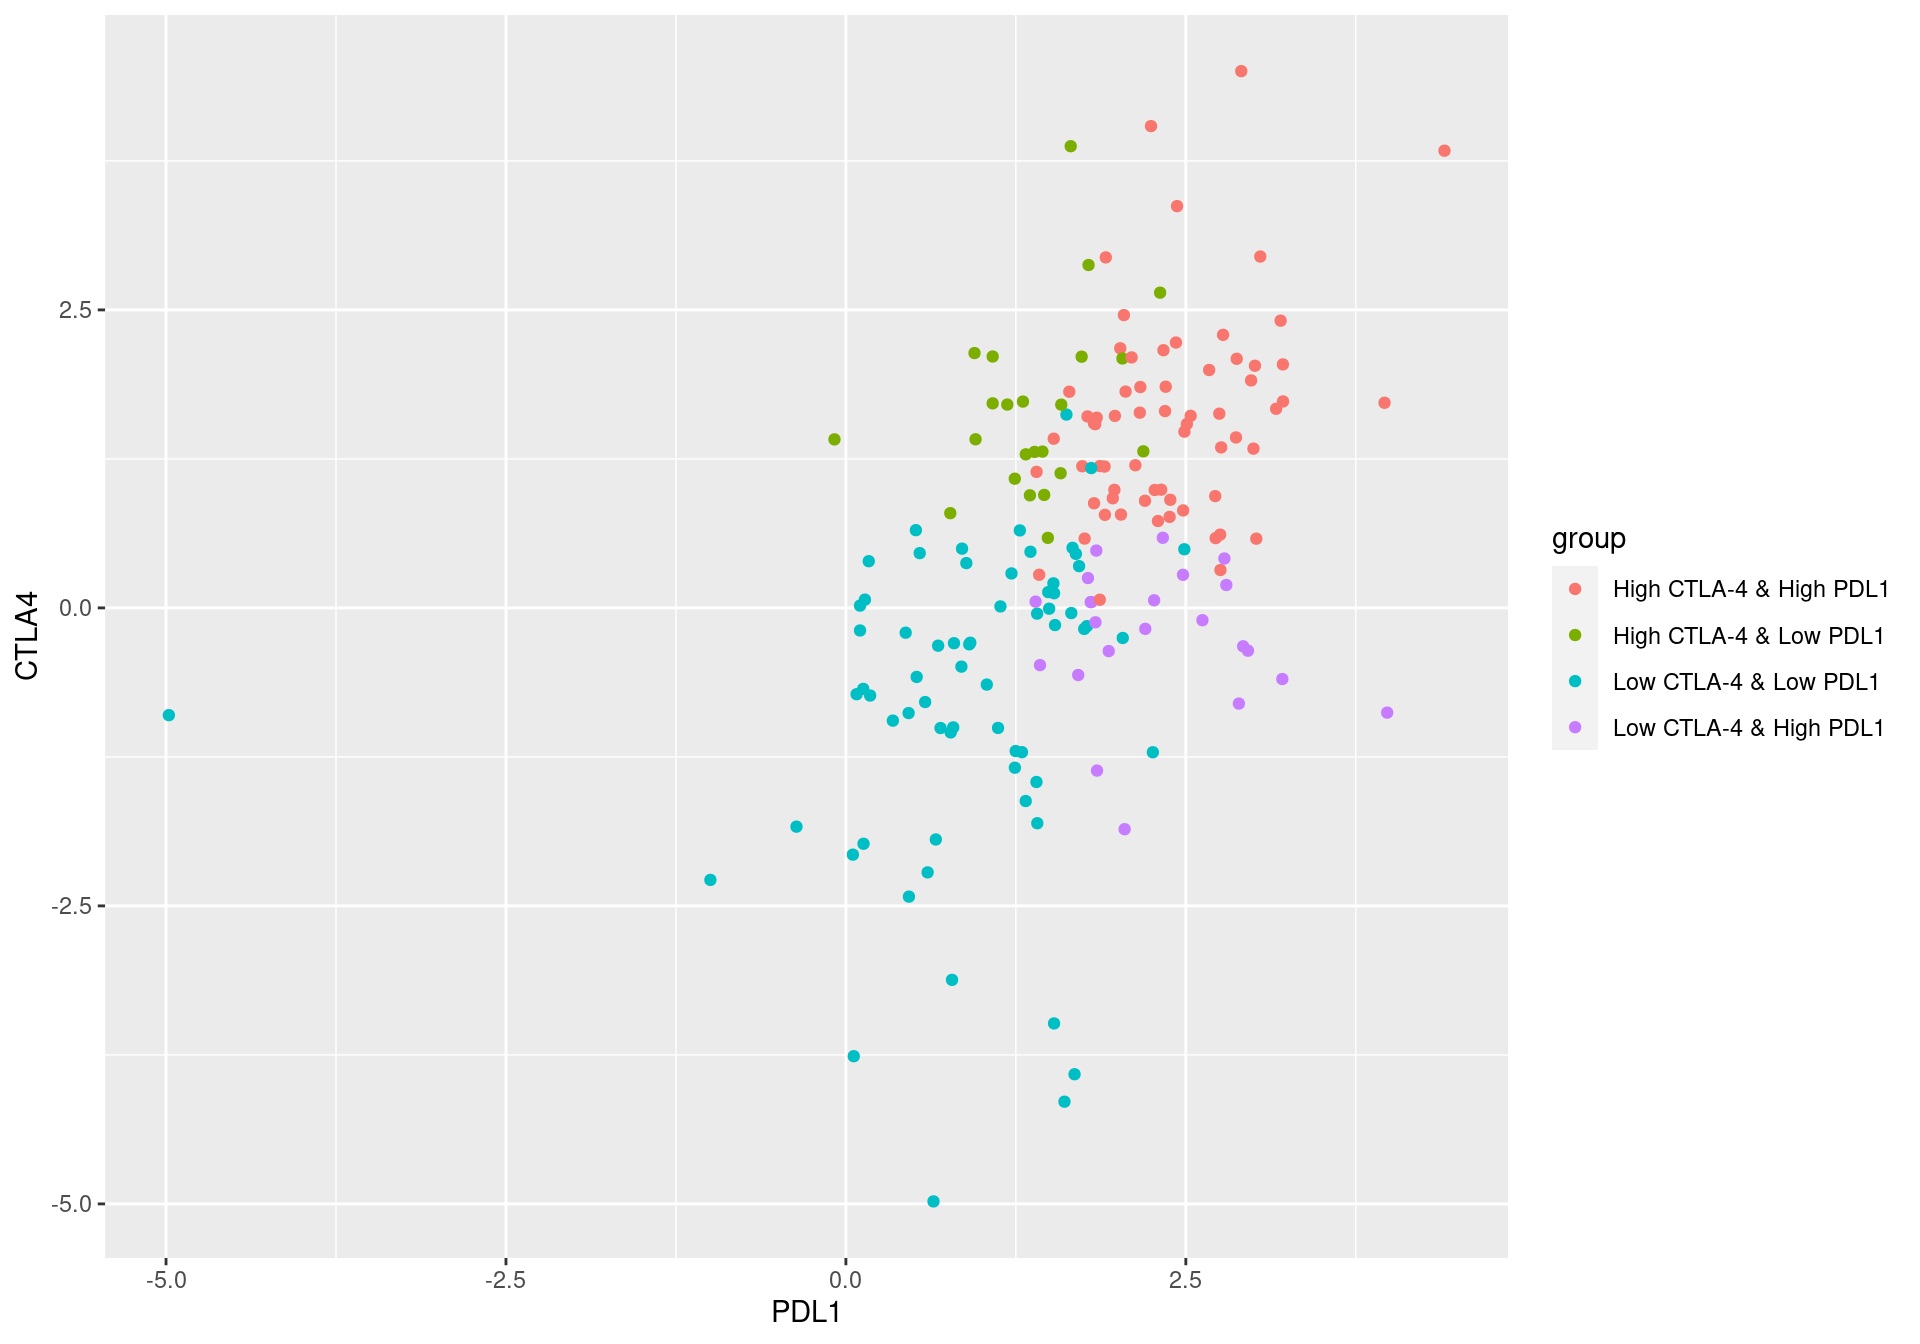 CTLA4
2.5
0.0
-2.5
-5.0
-5.0 -2.5 0.0 2.5
PDL1
group
High CTLA-4 & High PDL1
High CTLA-4 & Low PDL1
Low CTLA-4 & Low PDL1
Low CTLA-4 & High PDL1